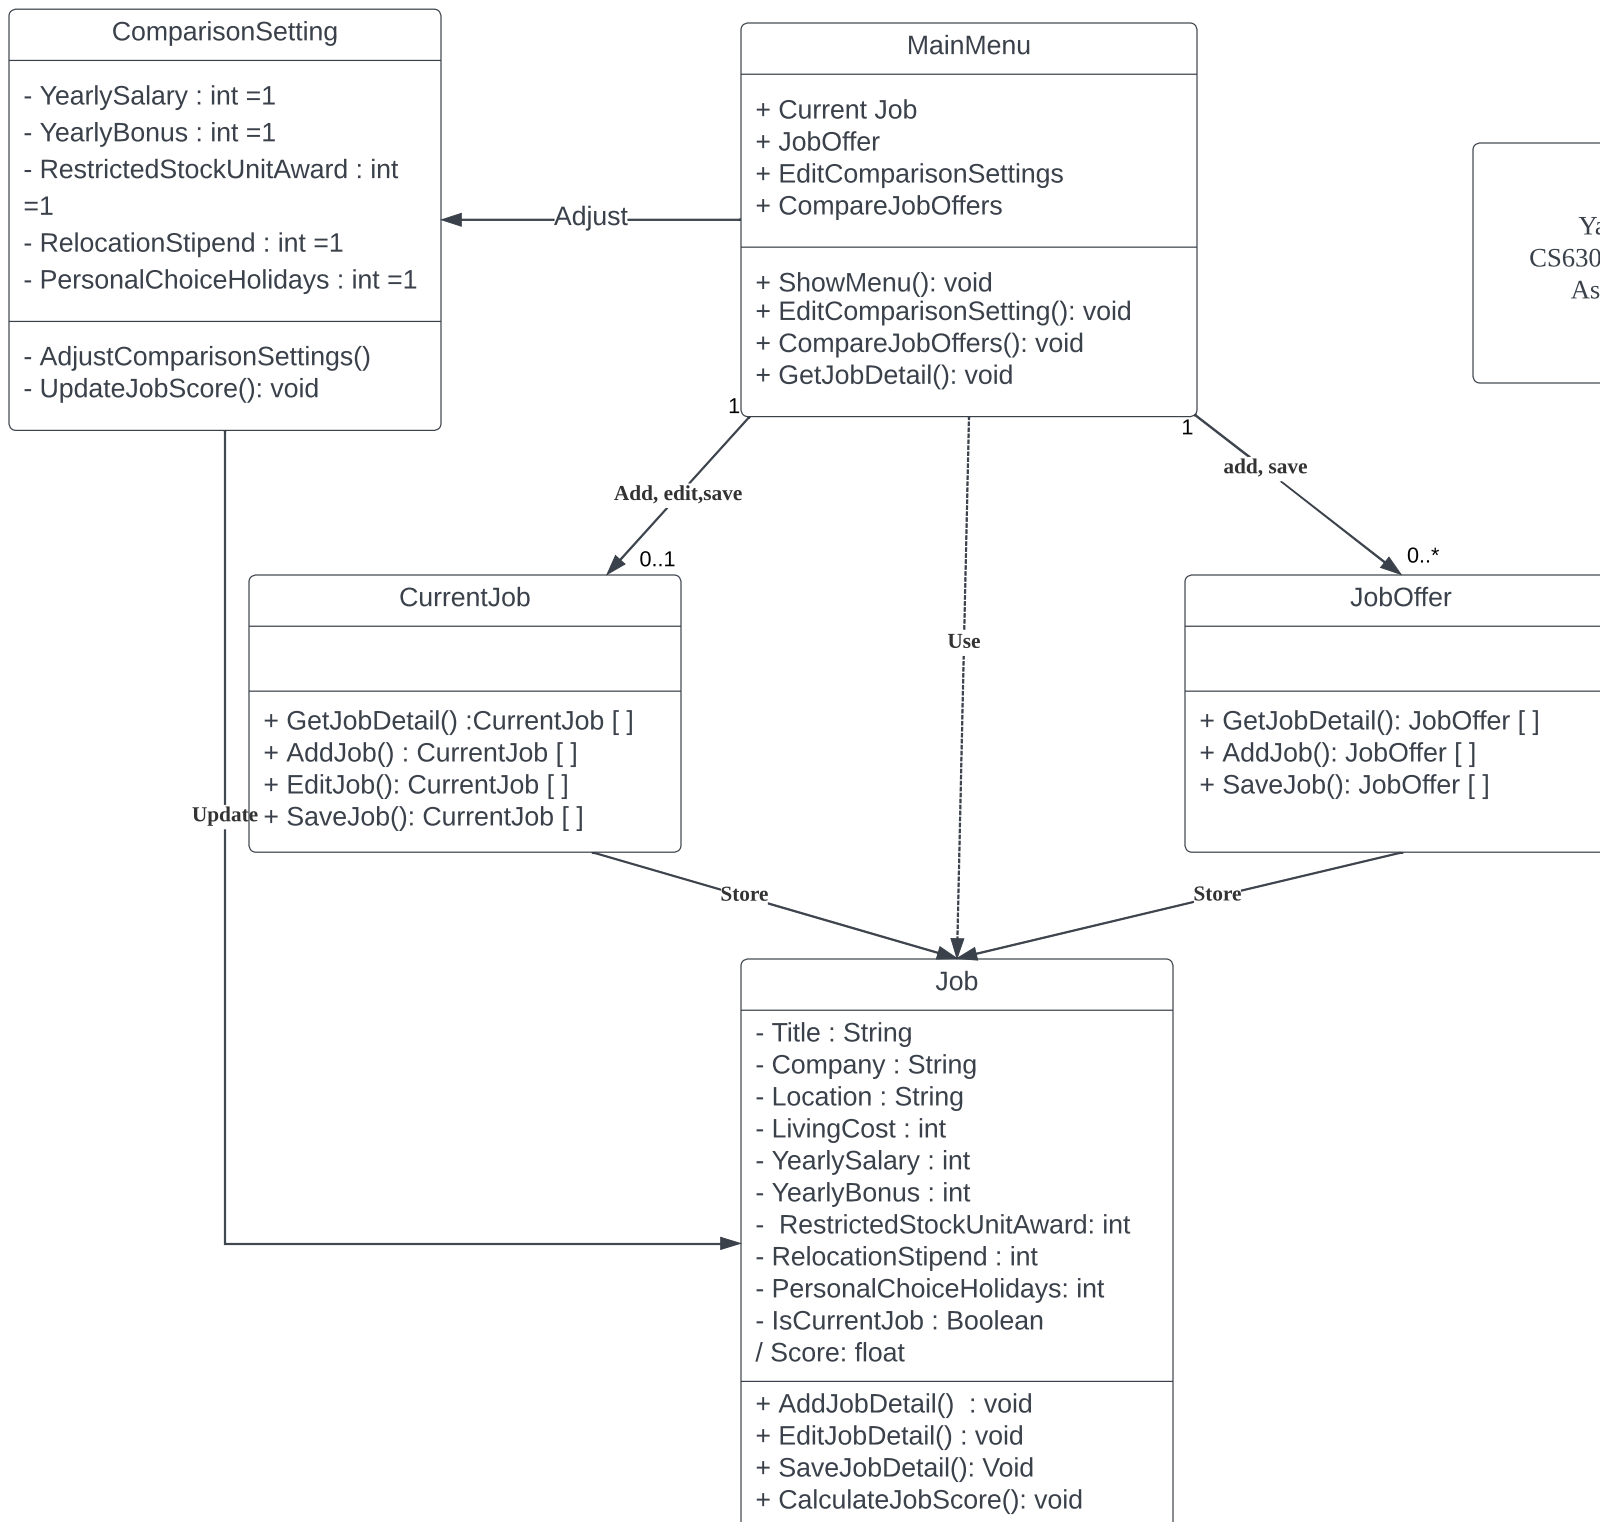 ComparisonSetting
- YearlySalary : int =1
- YearlyBonus : int =1
- RestrictedStockUnitAward : int
=1
- RelocationStipend : int =1
- PersonalChoiceHolidays : int =1
- AdjustComparisonSettings()
- UpdateJobScore(): void
Adjust
MainMenu
+ Current Job
+ JobOffer
+ EditComparisonSettings
+ CompareJobOffers
+ ShowMenu(): void
+ EditComparisonSetting(): void
+ CompareJobOffers(): void
+ GetJobDetail(): void
CS630
1
1
Add, edit,save
add, save
0..1
0..*
Use
CurrentJob
+ GetJobDetail() :CurrentJob [ ]
+ AddJob() : CurrentJob [ ]
+ EditJob(): CurrentJob [ ]
+ SaveJob(): CurrentJob [ ]
Update
JobOffer
+ GetJobDetail(): JobOffer [ ]
+ AddJob(): JobOffer [ ]
+ SaveJob(): JobOffer [ ]
Store
Store
Job
- Title : String
- Company : String
- Location : String
- LivingCost : int
- YearlySalary : int
- YearlyBonus : int
-  RestrictedStockUnitAward: int
- RelocationStipend : int
- PersonalChoiceHolidays: int
- IsCurrentJob : Boolean
/ Score: float
+ AddJobDetail()  : void
+ EditJobDetail() : void
+ SaveJobDetail(): Void
+ CalculateJobScore(): void